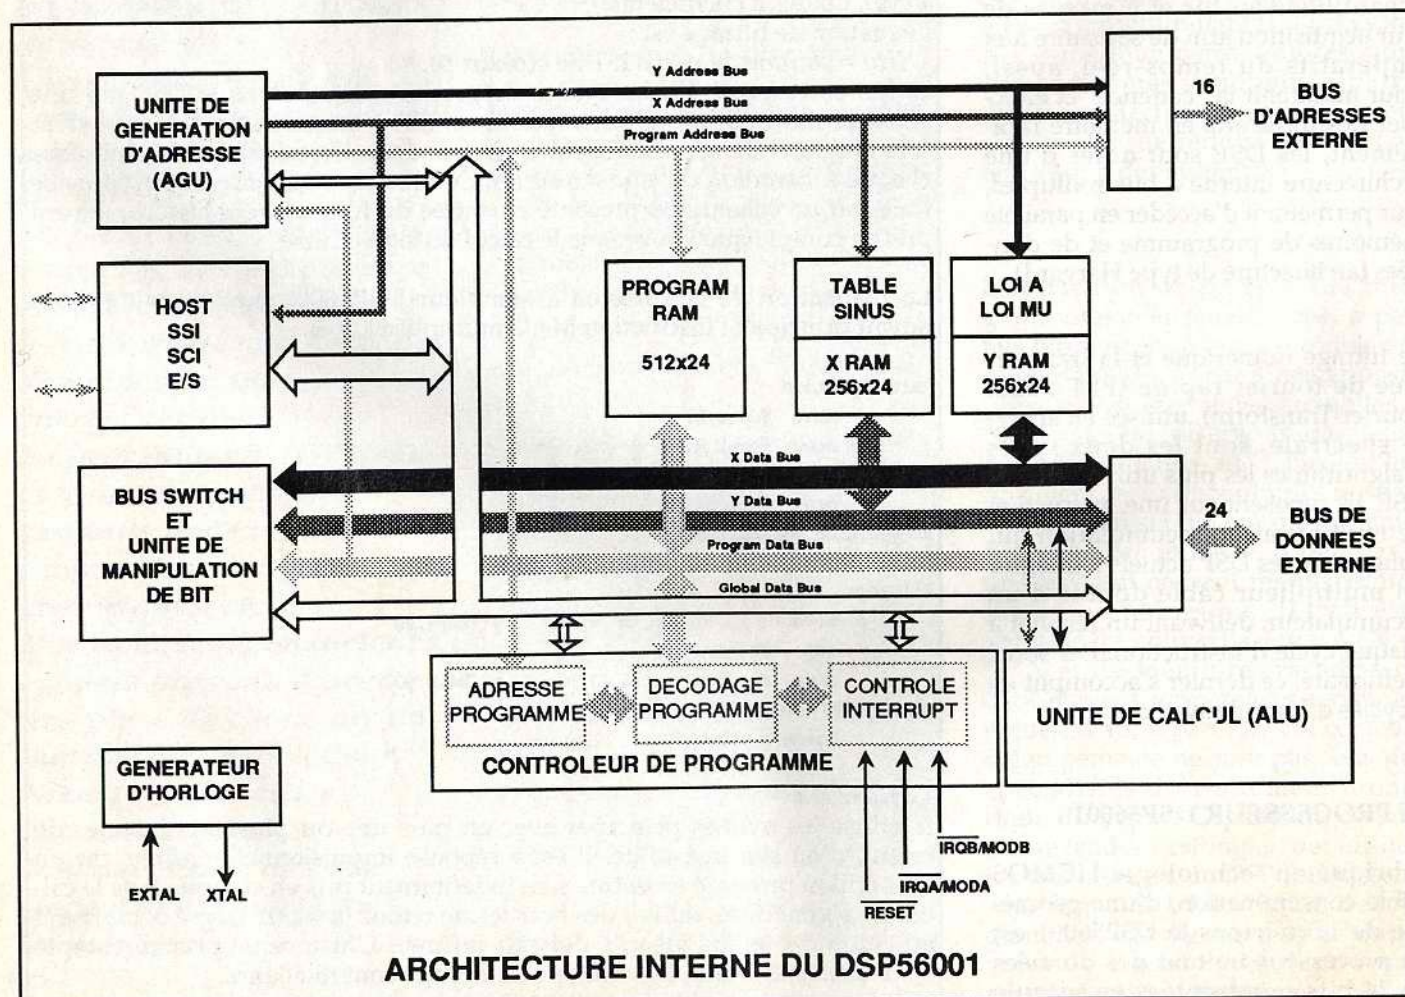 Y Address Bus
X Address Bus
Program Address Bus
16
BUS
D'ADRESSES
EXTERNE
UNITE DE
GENERATION
D'ADRESSE
(AGU)
HOST
SSI
SCI
E/S
PROGRAM
RAM
512x24
TABLE
SINUS
X RAM
256x24
LOI A
LOI MU
Y RAM
256x24
BUS SWITCH
ET
UNITE DE
MANIPULATION
DE BIT
X Data Bus
Y Data Bus
Program Data Bus
Global Data Bus
24
BUS DE
DONNEES
EXTERNE
ADRESSE
PROGRAMME
DECODAGE
PROGRAMME
CONTROLE
INTERRUPT
CONTROLEUR DE PROGRAMME
UNITE DE CALCUL (ALU)
GENERATEUR
D'HORLOGE
EXTAL
XTAL
IRQB/MODB
IRQA/MODA
RESET
ARCHITECTURE INTERNE DU DSP56001